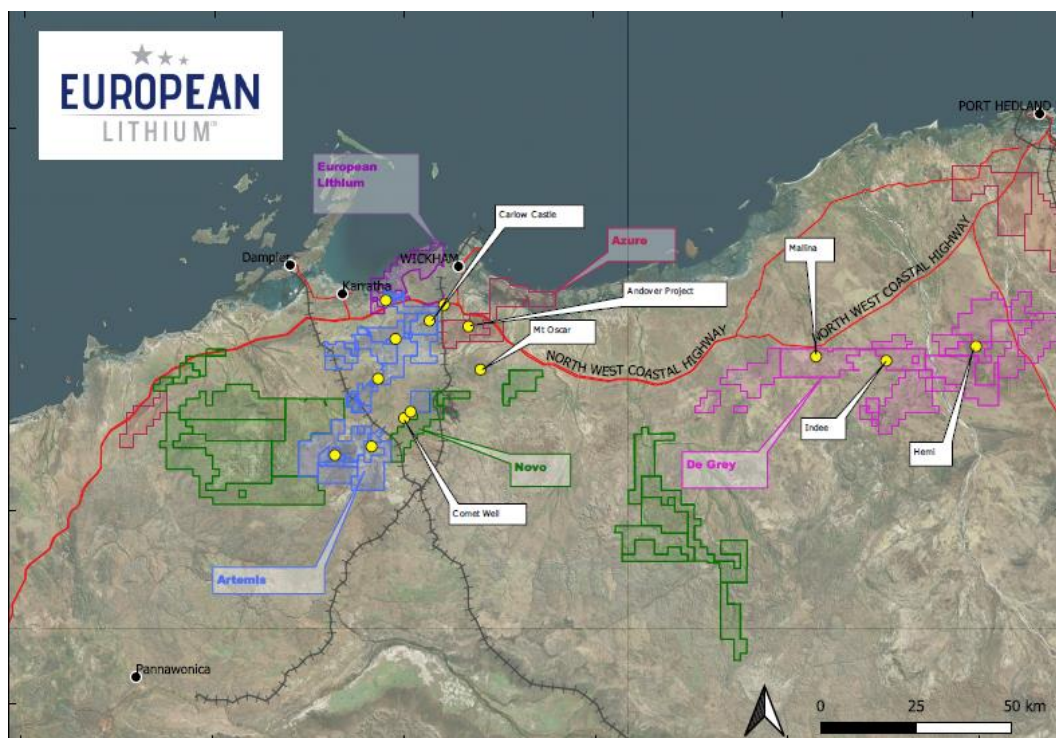 EUROPEAN
LITHIUM
PORT HEDLAND
European
Lithium
Carlow Castle
Dampier
WICKHAM
Azure
Mallina
Karratha
Andover Project
Mt Oscar
NORTH WEST COASTAL HIGHWAY
NORTH WEST COASTAL HIGHWAY
Indee
Hemi
Novo
De Grey
Comet Well
Artemis
Pannawonica
0 25 50 km